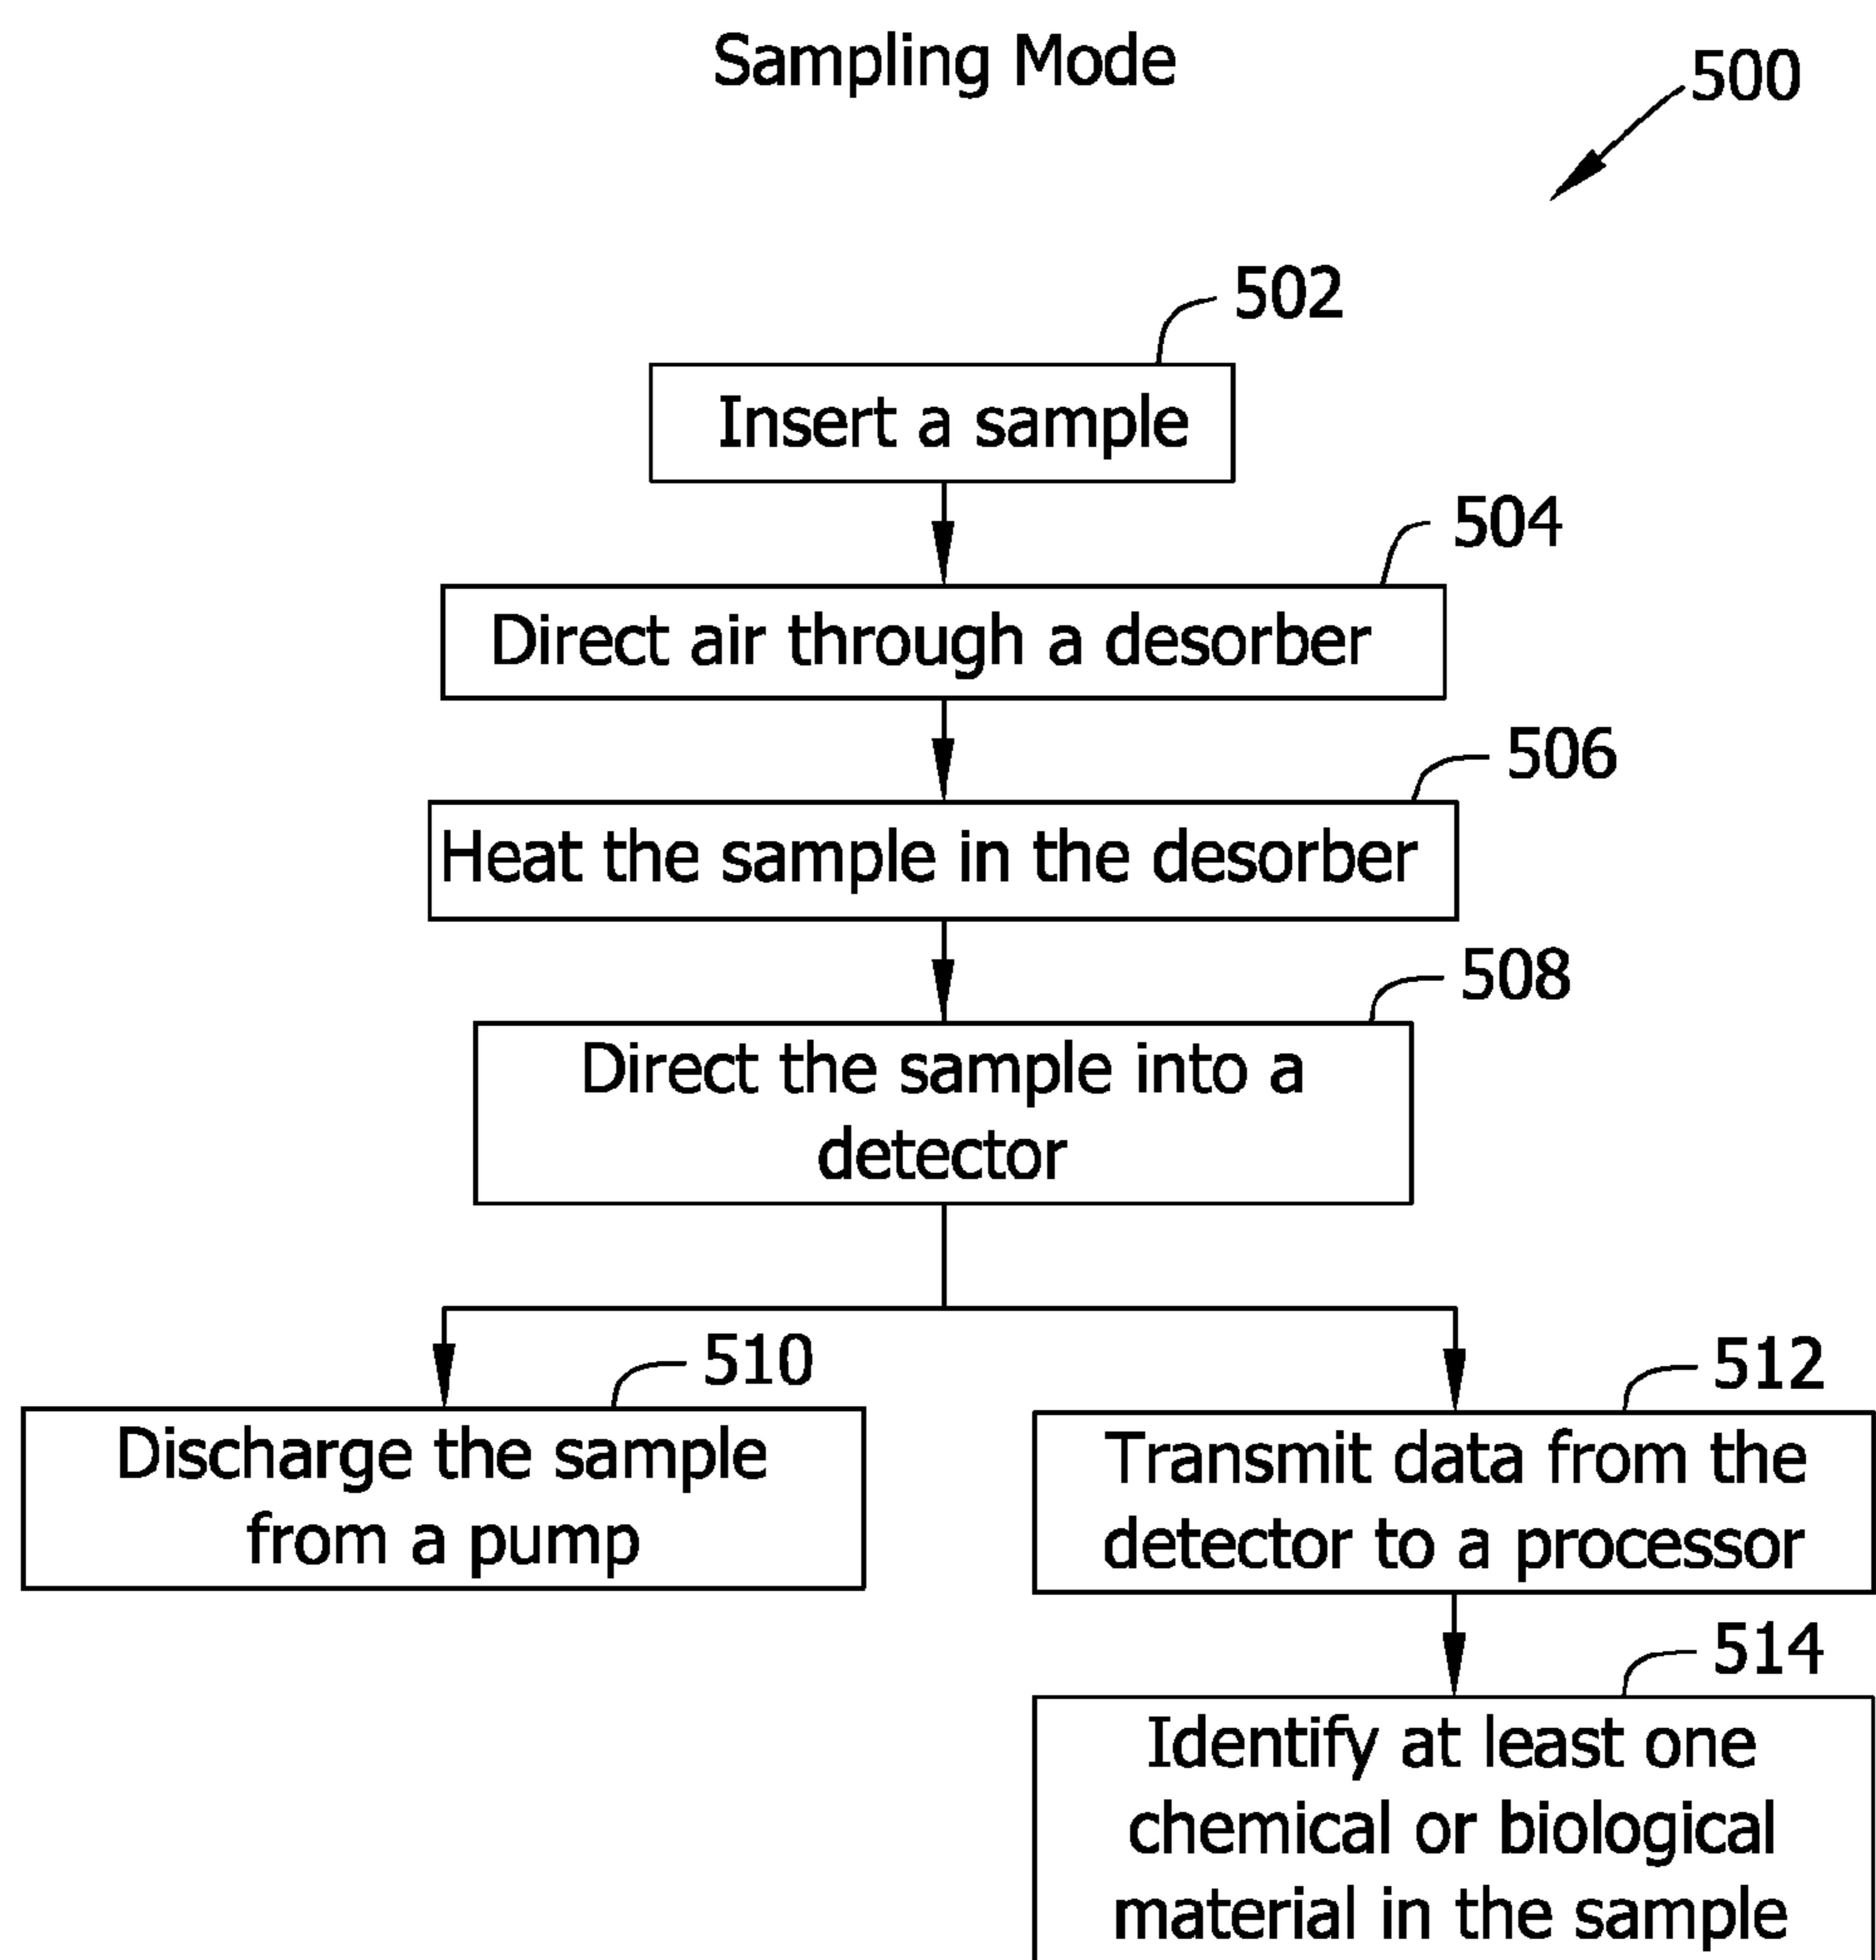 Sampling Mode
500
502
Insert a sample
504
Direct air through a desorber
506
Heat the sample in the desorber
508
Direct the sample into a
detector
510
Discharge the sample
from a pump
512
Transmit data from the
detector to a processor
514
Identify at least one
chemical or biological
material in the sample